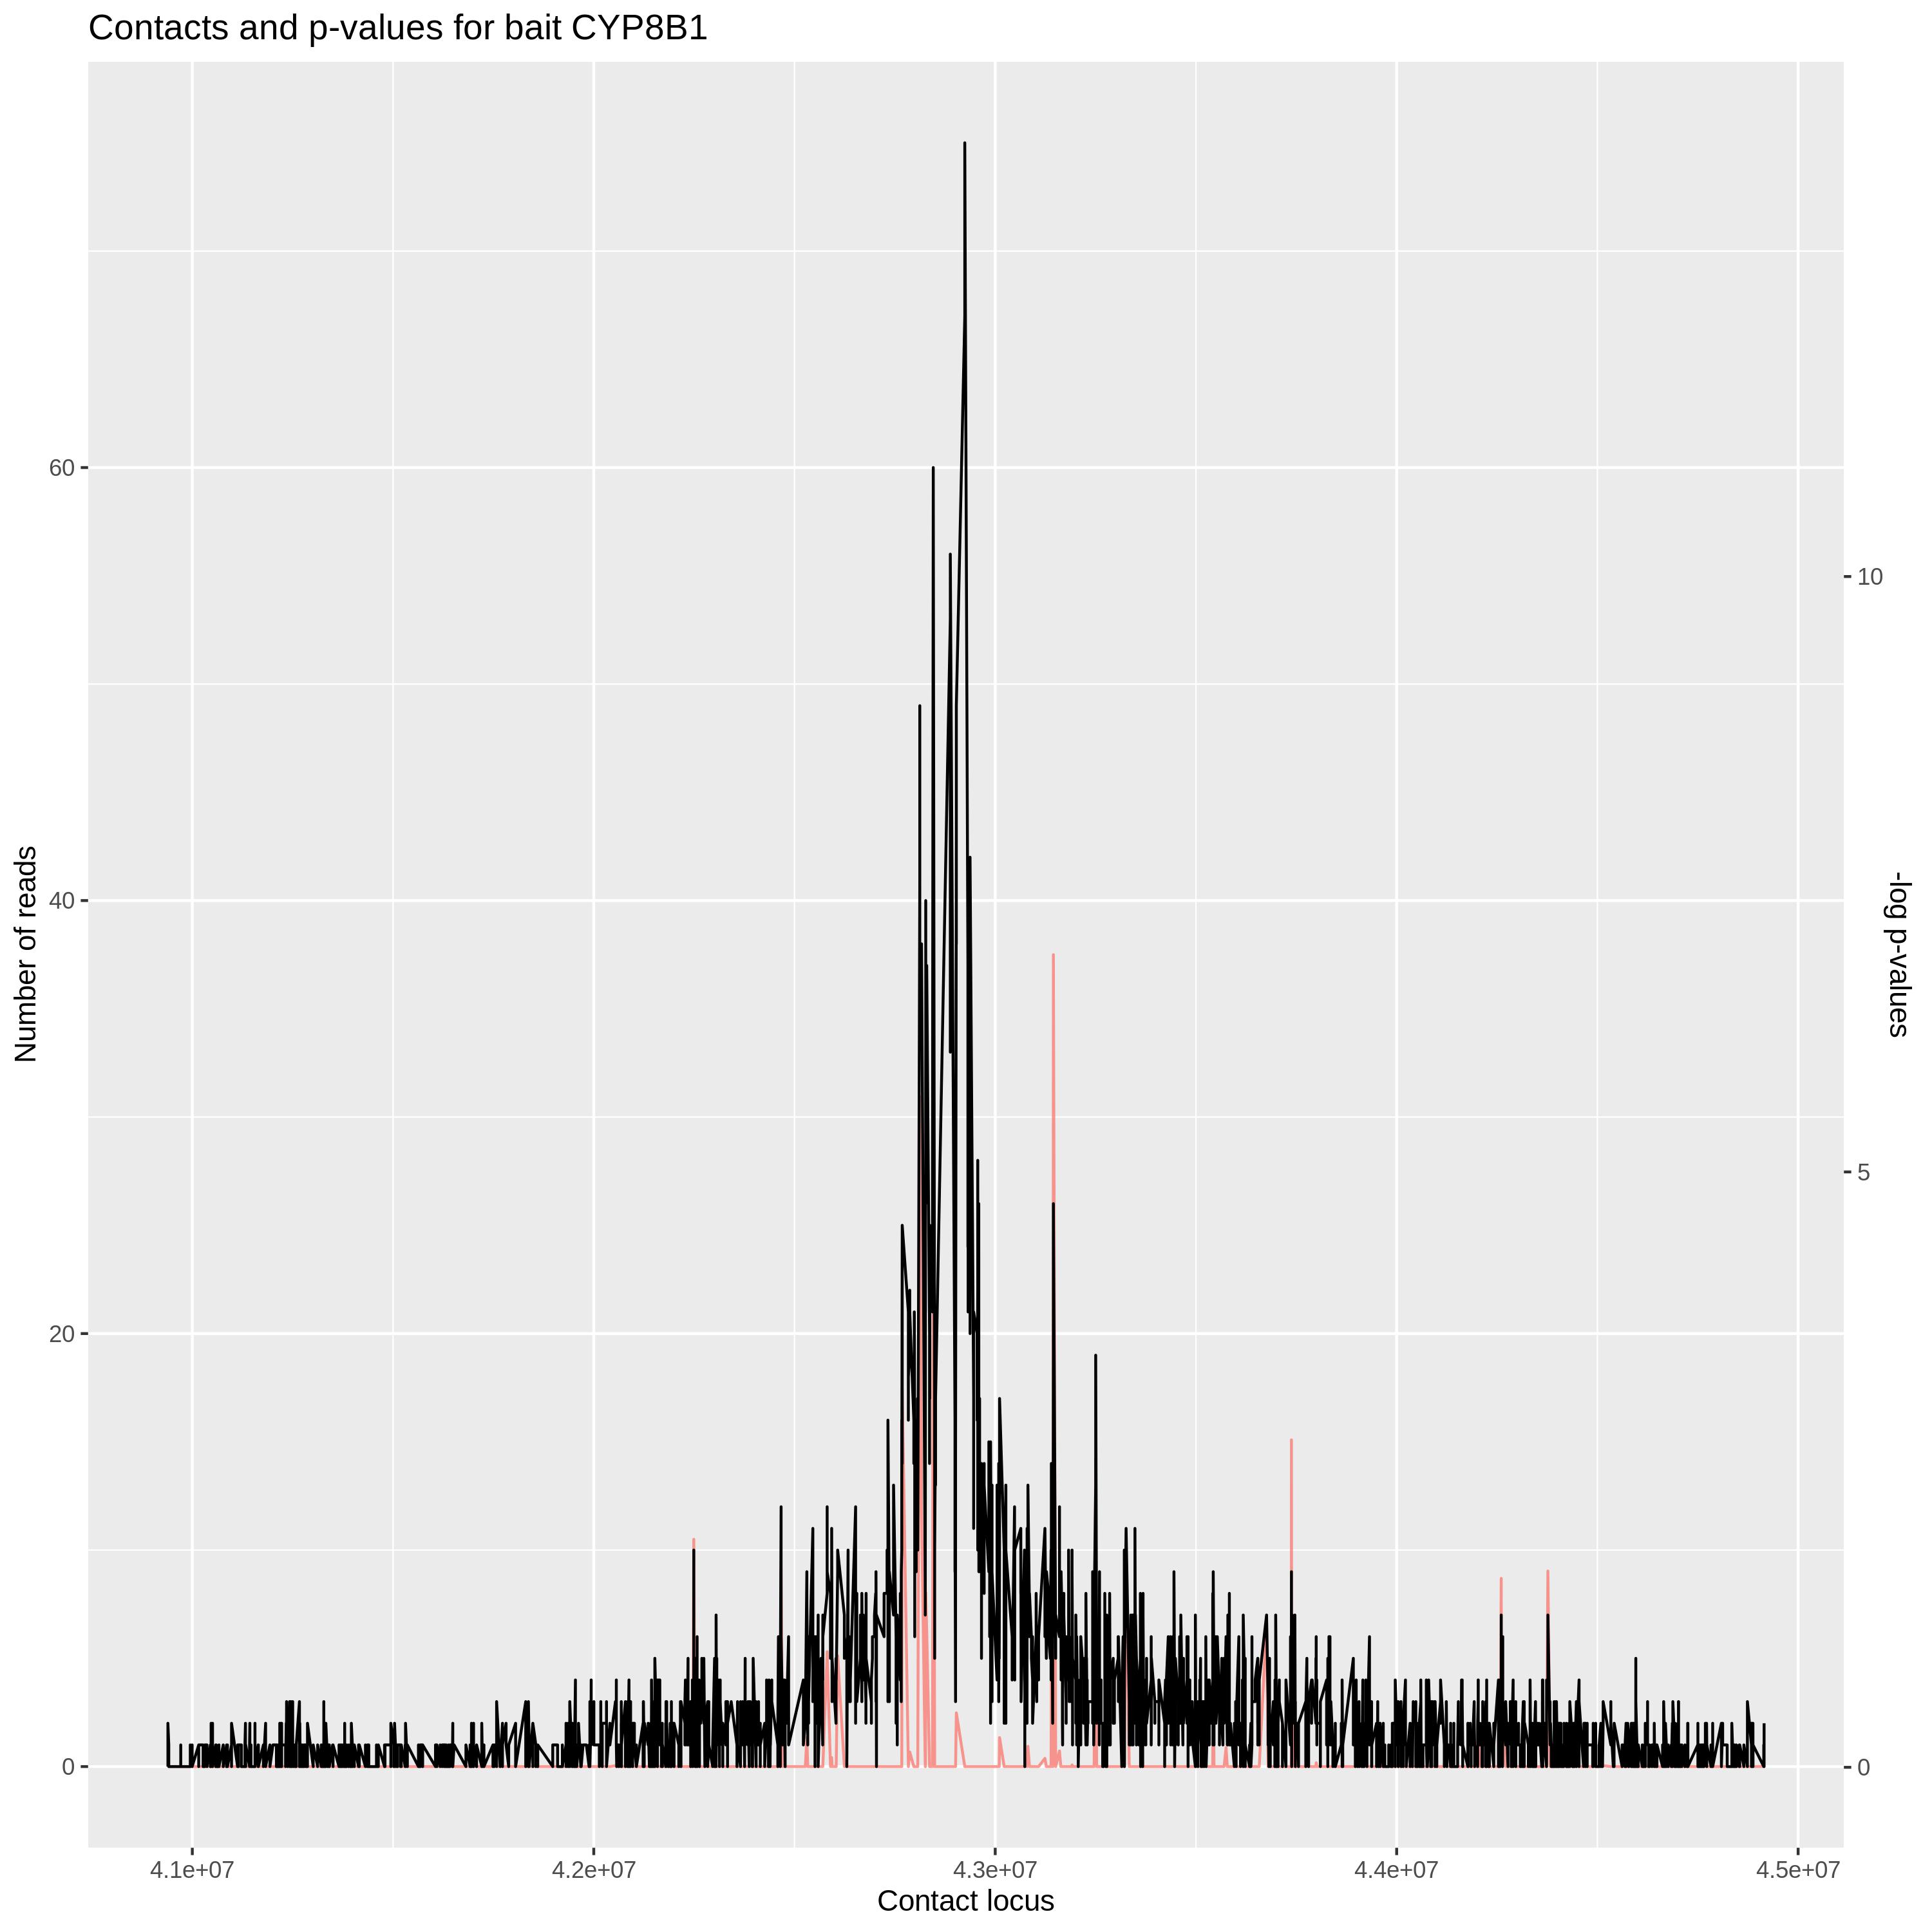 Contacts and p-values for bait CYP8B1
Number of reads
60
40
20
0
10
5
0
-log p-values
4.1e+07 4.2e+07 4.3e+07 4.4e+07 4.5e+07
Contact locus